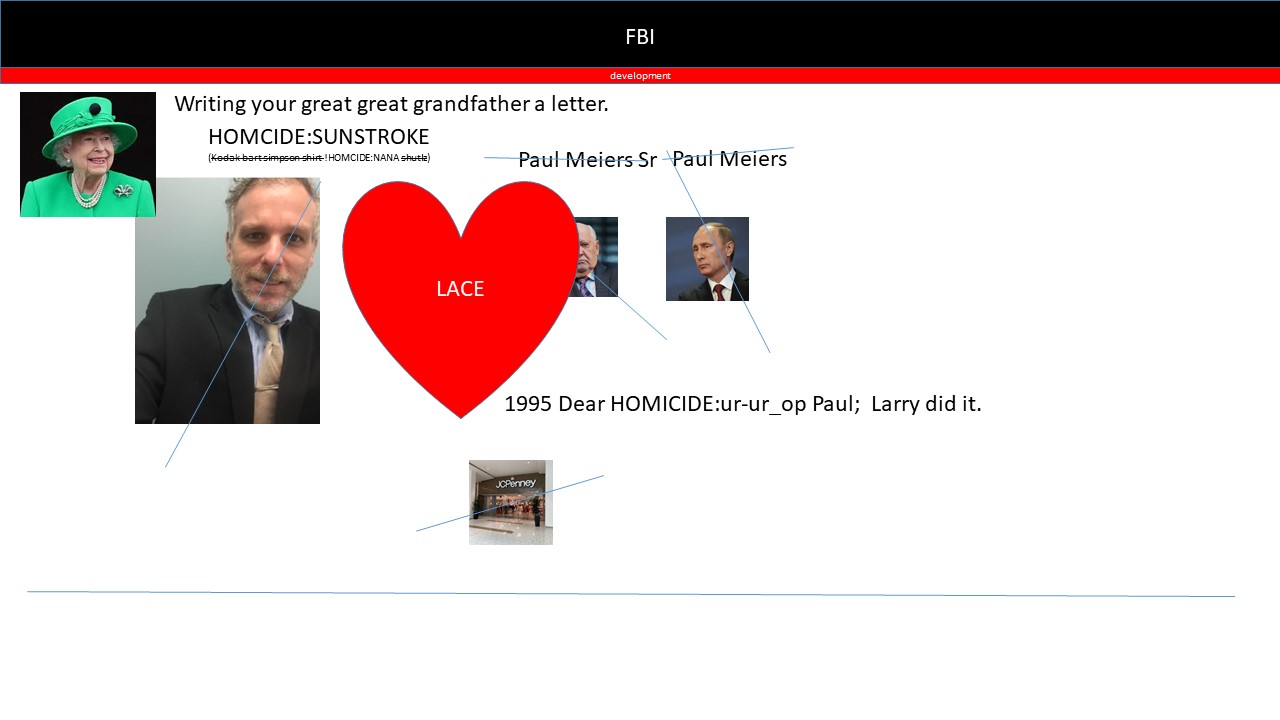 FBI
development
Writing your great great grandfather a letter.
HOMCIDE:SUNSTROKE
(Kodak bart simpson shirt !HOMCIDE:NANA shutle)
Paul Meiers Sr
Paul Meiers
LACE
1995 Dear HOMICIDE:ur-ur_op Paul; Larry did it.
JCPenney